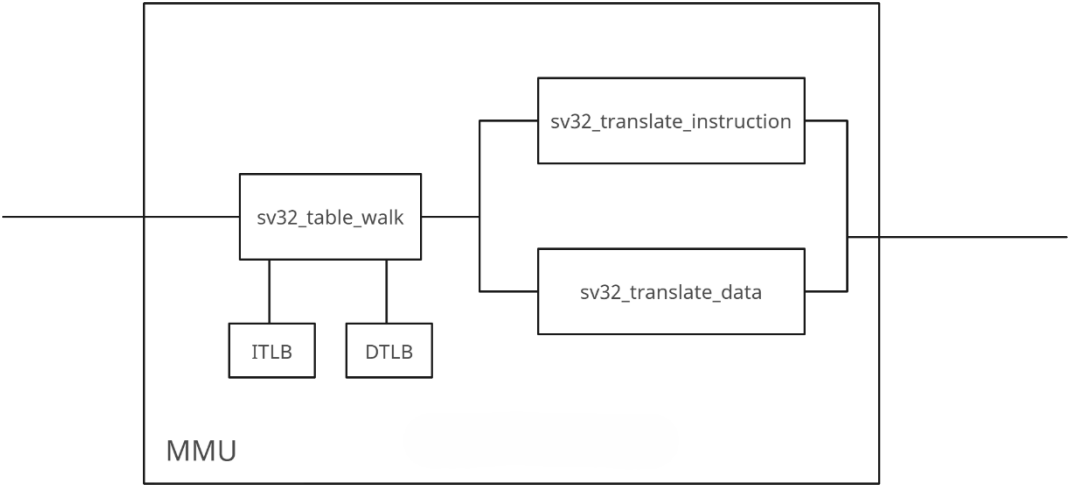 sv32_translate_instruction
sv32_table_walk
sv32_translate_data
ITLB
DTLB
MMU